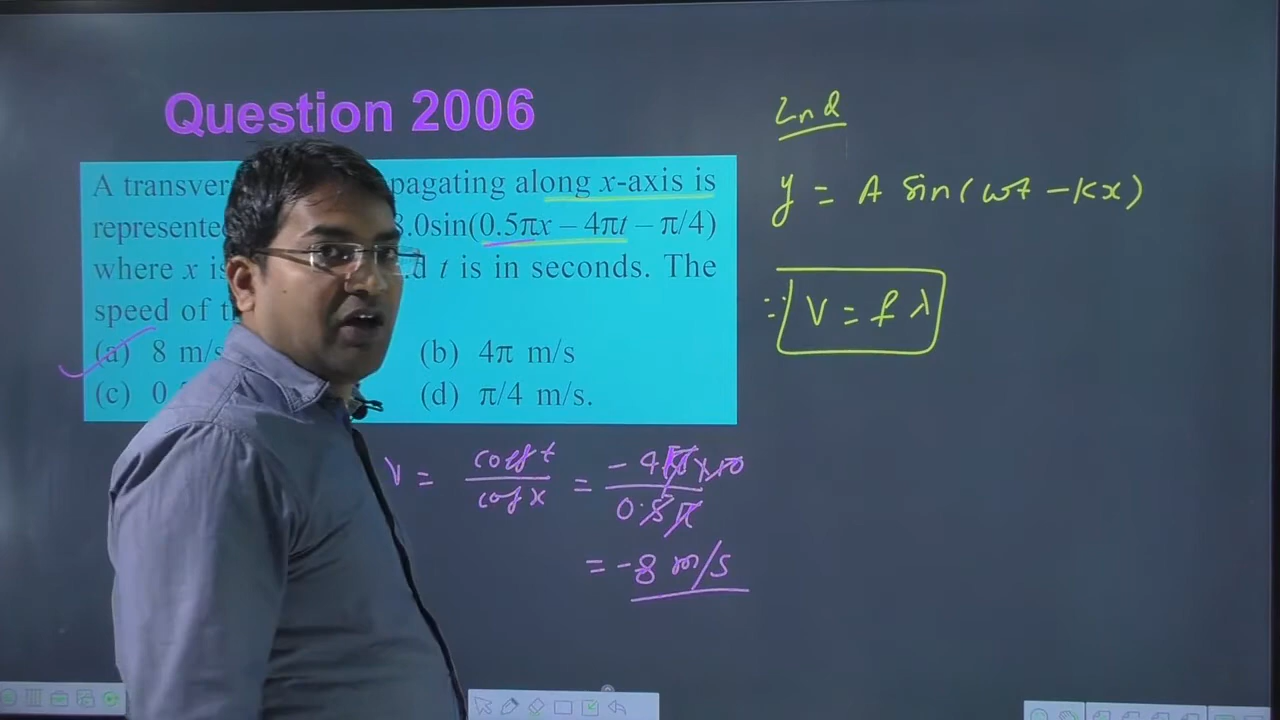 Question 2006
A transver pagating along x-axis is
represente 8.0sin(0.5πx – 4πt – π/4)
where x is d t is in seconds. The
speed of t
(a) 8 m/s (b) 4π m/s
(c) 0. (d) π/4 m/s.
V = coeff t / cof x = -4π×10 / 0.5π
= -8 m/s
2nd
y = A sin(ωt - kx)
∵ V = f λ